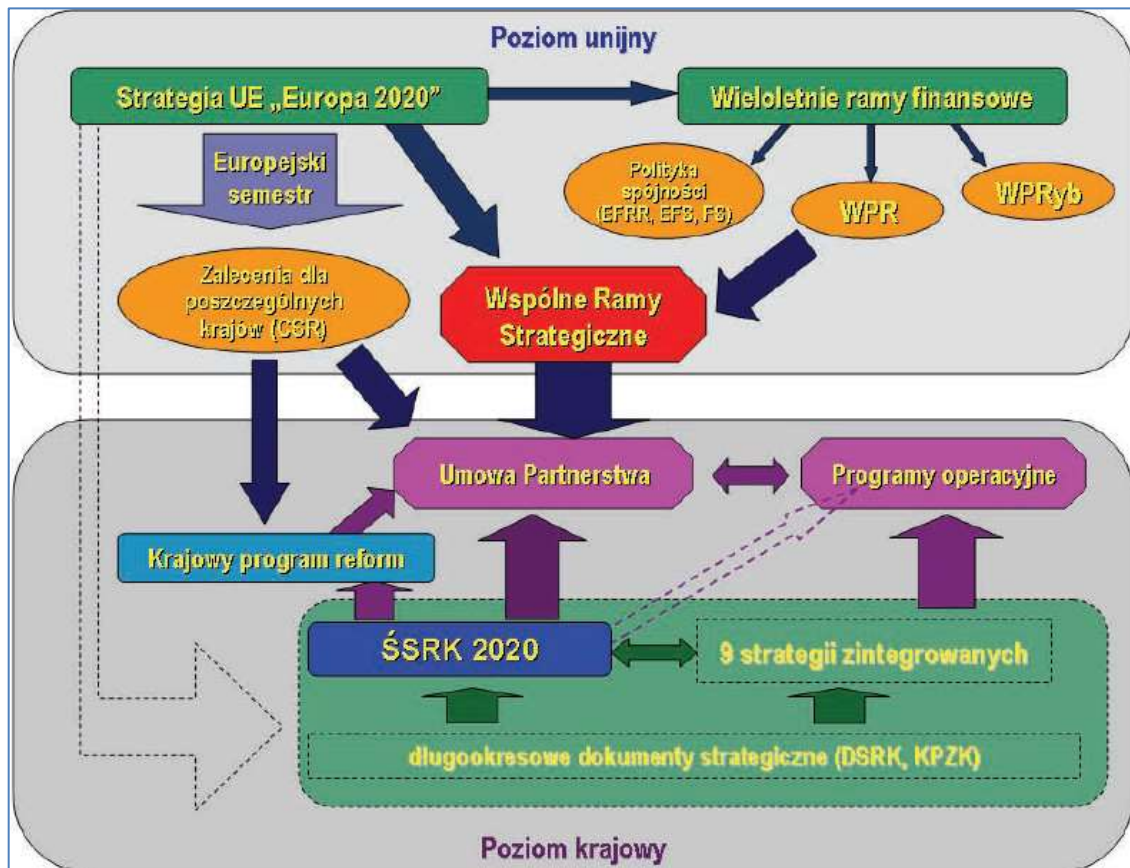 Poziom unijny
Strategia UE „Europa 2020”
Wieloletnie ramy finansowe
Europejski
semestr
Polityka
spójności
(EFRR, EFS, FS)
WPR
WPRyb
Zalecenia dla
poszczególnych
krajów (CSR)
Wspólne Ramy
Strategiczne
Umowa Partnerstwa
Programy operacyjne
Krajowy program reform
ŚSRK 2020
9 strategii zintegrowanych
długookresowe dokumenty strategiczne (DSRK, KPZK)
Poziom krajowy